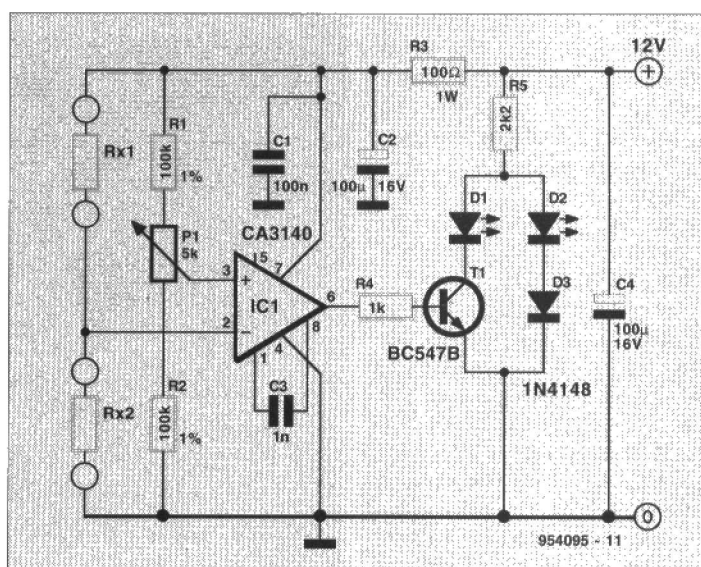 R3
12V
100Ω
+
1W
R5
2k2
R1
100k
1%
Rx1
C1
100n
C2
100µ
16V
D1
D2
CA3140
P1
5k
5
7
3
+
IC1
6
2
−
8
1
4
R4
1k
T1
D3
C4
100µ
16V
BC547B
1N4148
R2
100k
1%
Rx2
C3
1n
0
954095 - 11